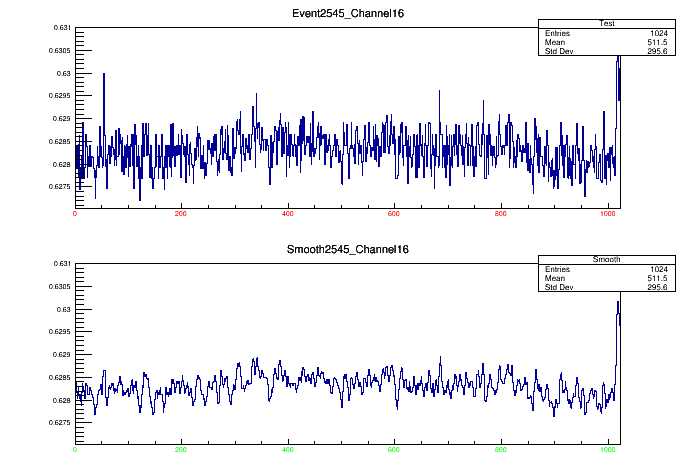 Event2545_Channel16
Test
Entries 1024
Mean 511.5
Std Dev 295.6
0.631
0.6305
0.63
0.6295
0.629
0.6285
0.628
0.6275
0 200 400 600 800 1000
Smooth2545_Channel16
Smooth
Entries 1024
Mean 511.5
Std Dev 295.6
0.631
0.6305
0.63
0.6295
0.629
0.6285
0.628
0.6275
0 200 400 600 800 1000